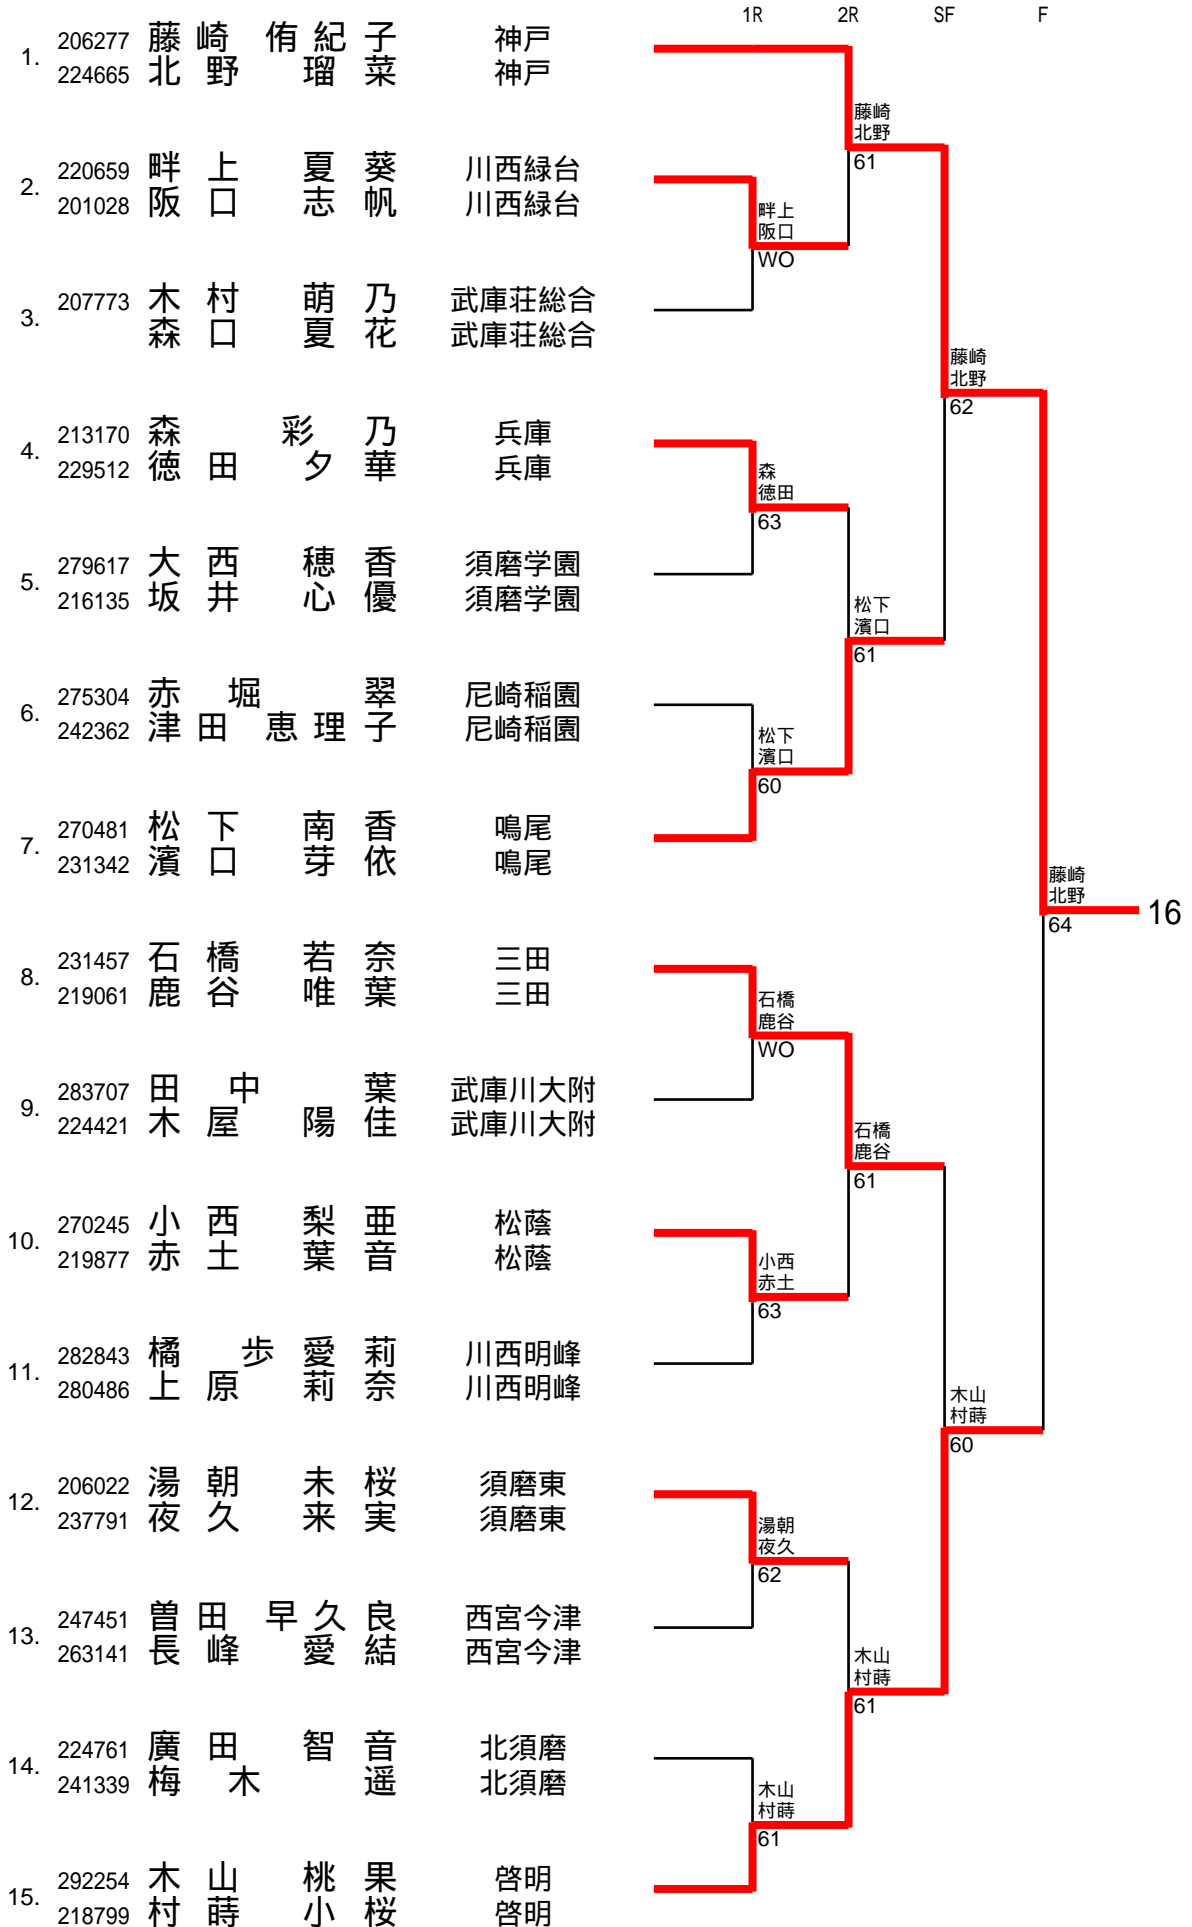 1R 2R SF F
1. 206277 藤崎 侑紀子 神戸
224665 北野 瑠菜 神戸
藤崎
北野
61
2. 220659 畔上 夏葵 川西緑台
201028 阪口 志帆 川西緑台
畔上
阪口
WO
3. 207773 木村 萌乃 武庫荘総合
森口 夏花 武庫荘総合
藤崎
北野
62
4. 213170 森 彩乃 兵庫
229512 徳田 夕華 兵庫
森
徳田
63
5. 279617 大西 穂香 須磨学園
216135 坂井 心優 須磨学園
松下
濱口
61
6. 275304 赤堀 翠 尼崎稲園
242362 津田 恵理子 尼崎稲園
松下
濱口
60
7. 270481 松下 南香 鳴尾
231342 濱口 芽依 鳴尾
藤崎
北野
64
16
8. 231457 石橋 若奈 三田
219061 鹿谷 唯葉 三田
石橋
鹿谷
WO
9. 283707 田中 葉 武庫川大附
224421 木屋 陽佳 武庫川大附
石橋
鹿谷
61
10. 270245 小西 梨亜 松蔭
219877 赤土 葉音 松蔭
小西
赤土
63
11. 282843 橘 歩愛莉 川西明峰
280486 上原 莉奈 川西明峰
木山
村蒔
60
12. 206022 湯朝 未桜 須磨東
237791 夜久 来実 須磨東
湯朝
夜久
62
13. 247451 曽田 早久良 西宮今津
263141 長峰 愛結 西宮今津
木山
村蒔
61
14. 224761 廣田 智音 北須磨
241339 梅木 遥 北須磨
木山
村蒔
61
15. 292254 木山 桃果 啓明
218799 村蒔 小桜 啓明